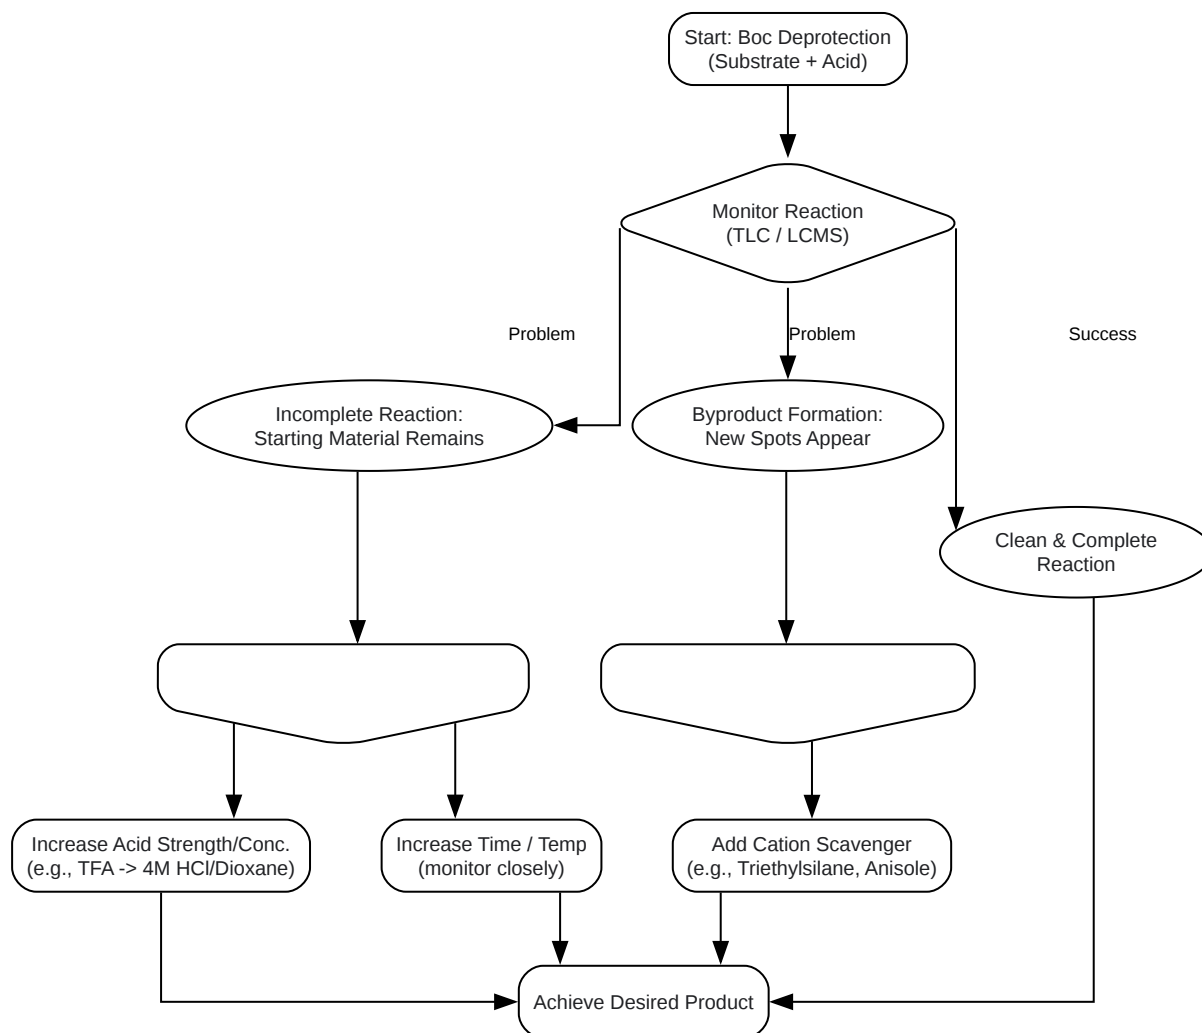 Start: Boc Deprotection
(Substrate + Acid)
Monitor Reaction
(TLC / LCMS)
Problem
Problem
Success
Incomplete Reaction:
Starting Material Remains
Byproduct Formation:
New Spots Appear
Clean & Complete
Reaction
Increase Acid Strength/Conc.
(e.g., TFA -> 4M HCl/Dioxane)
Increase Time / Temp
(monitor closely)
Add Cation Scavenger
(e.g., Triethylsilane, Anisole)
Achieve Desired Product